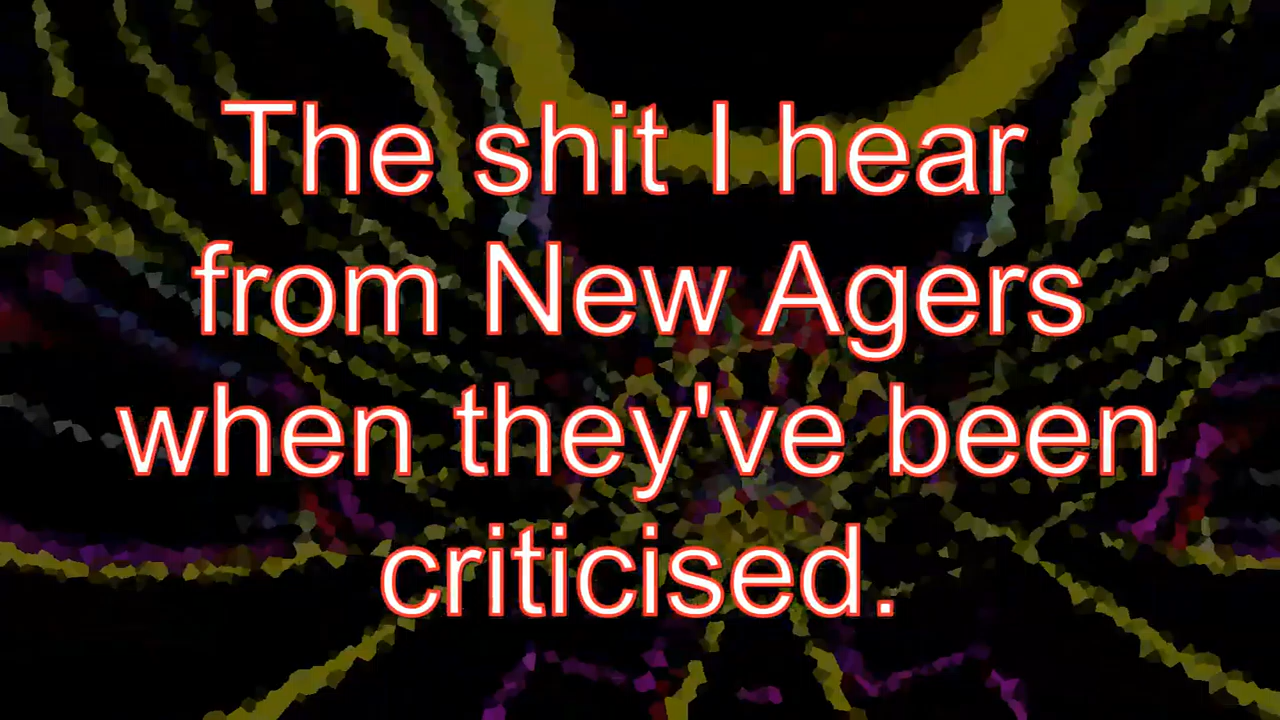 The shit I hear
from New Agers
when they've been
criticised.